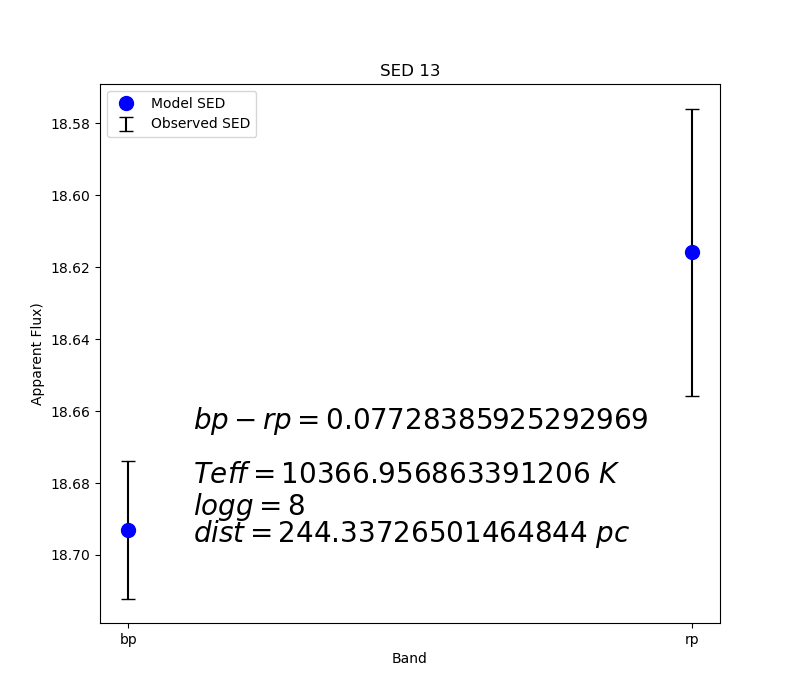 SED 13
Model SED
Observed SED
18.58
18.60
18.62
18.64
18.66
18.68
18.70
Apparent Flux)
bp − rp = 0.07728385925292969
Teff = 10366.956863391206 K
logg = 8
dist = 244.33726501464844 pc
bp
rp
Band